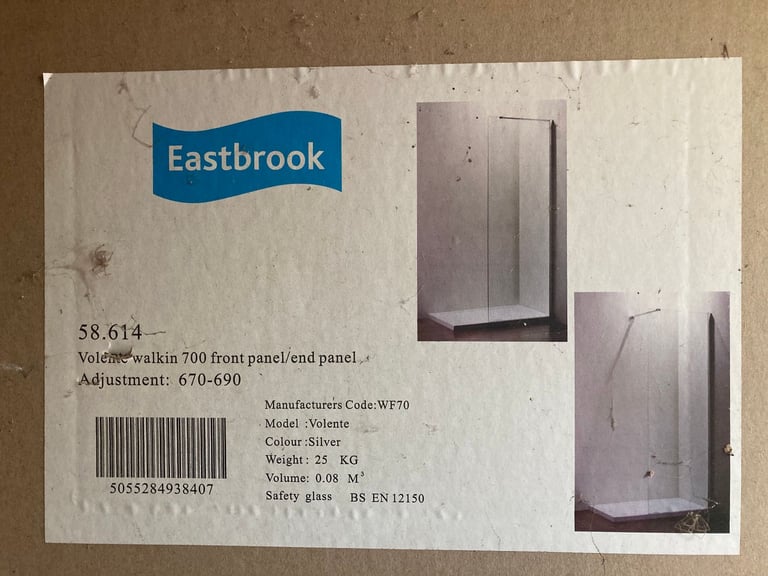 Eastbrook
58.614
walkin 700 front panel/end panel
Adjustment: 670-690
Manufacturers Code:WF70
Model :Volente
Colour :Silver
Weight : 25 KG
Volume: 0.08 M³
Safety glass BS EN 12150
5055284938407